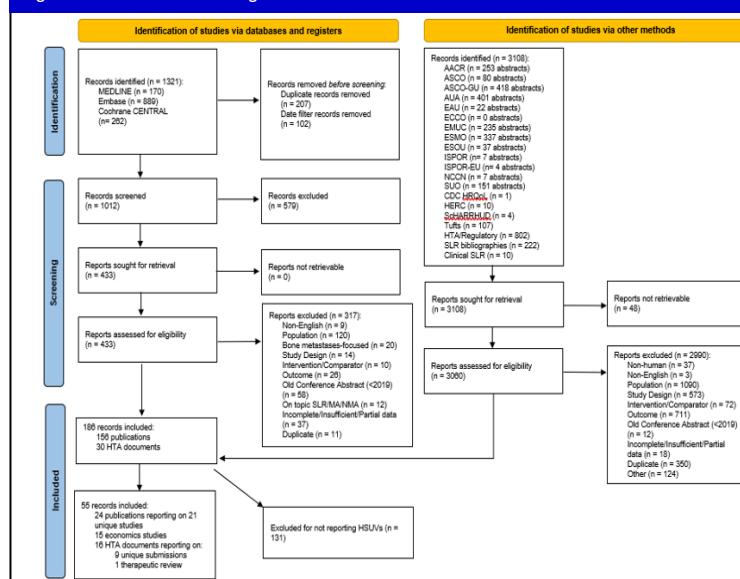 Identification of studies via databases and registers
Identification of studies via other methods
Identification
Records identified (n = 1321):
MEDLINE (n = 170)
Embase (n = 889)
Cochrane CENTRAL
(n= 262)
Records removed before screening:
Duplicate records removed
(n = 207)
Date filter records removed
(n = 102)
Records identified (n = 3108):
AACR (n = 253 abstracts)
ASCO (n = 80 abstracts)
ASCO-GU (n = 418 abstracts)
AUA (n = 401 abstracts)
EAU (n = 22 abstracts)
ECCO (n = 0 abstracts)
EMUC (n = 235 abstracts)
ESMO (n = 337 abstracts)
ESOU (n = 37 abstracts)
ISPOR (n= 7 abstracts)
ISPOR-EU (n= 4 abstracts)
NCCN (n = 7 abstracts)
SUO (n = 151 abstracts)
CDC HRQoL (n = 1)
HERC (n = 10)
ScHARRHUD (n = 4)
Tufts (n = 107)
HTA/Regulatory (n = 802)
SLR bibliographies (n = 222)
Clinical SLR (n = 10)
Screening
Records screened
(n = 1012)
Records excluded
(n = 579)
Reports sought for retrieval
(n = 433)
Reports not retrievable
(n = 0)
Reports sought for retrieval
(n = 3108)
Reports not retrievable
(n = 48)
Reports assessed for eligibility
(n = 433)
Reports excluded (n = 317):
Non-English (n = 9)
Population (n = 120)
Bone metastases-focused (n = 20)
Study Design (n = 14)
Intervention/Comparator (n = 10)
Outcome (n = 26)
Old Conference Abstract (<2019)
(n = 58)
On topic SLR/MA/NMA (n = 12)
Incomplete/Insufficient/Partial data
(n = 37)
Duplicate (n = 11)
Reports assessed for eligibility
(n = 3060)
Reports excluded (n = 2990):
Non-human (n = 37)
Non-English (n = 3)
Population (n = 1090)
Study Design (n = 573)
Intervention/Comparator (n = 72)
Outcome (n = 711)
Old Conference Abstract (<2019)
(n = 12)
Incomplete/Insufficient/Partial
data (n = 18)
Duplicate (n = 350)
Other (n = 124)
Included
186 records included:
156 publications
30 HTA documents
55 records included:
24 publications reporting on 21
unique studies
15 economics studies
16 HTA documents reporting on:
9 unique submissions
1 therapeutic review
Excluded for not reporting HSUVs (n =
131)